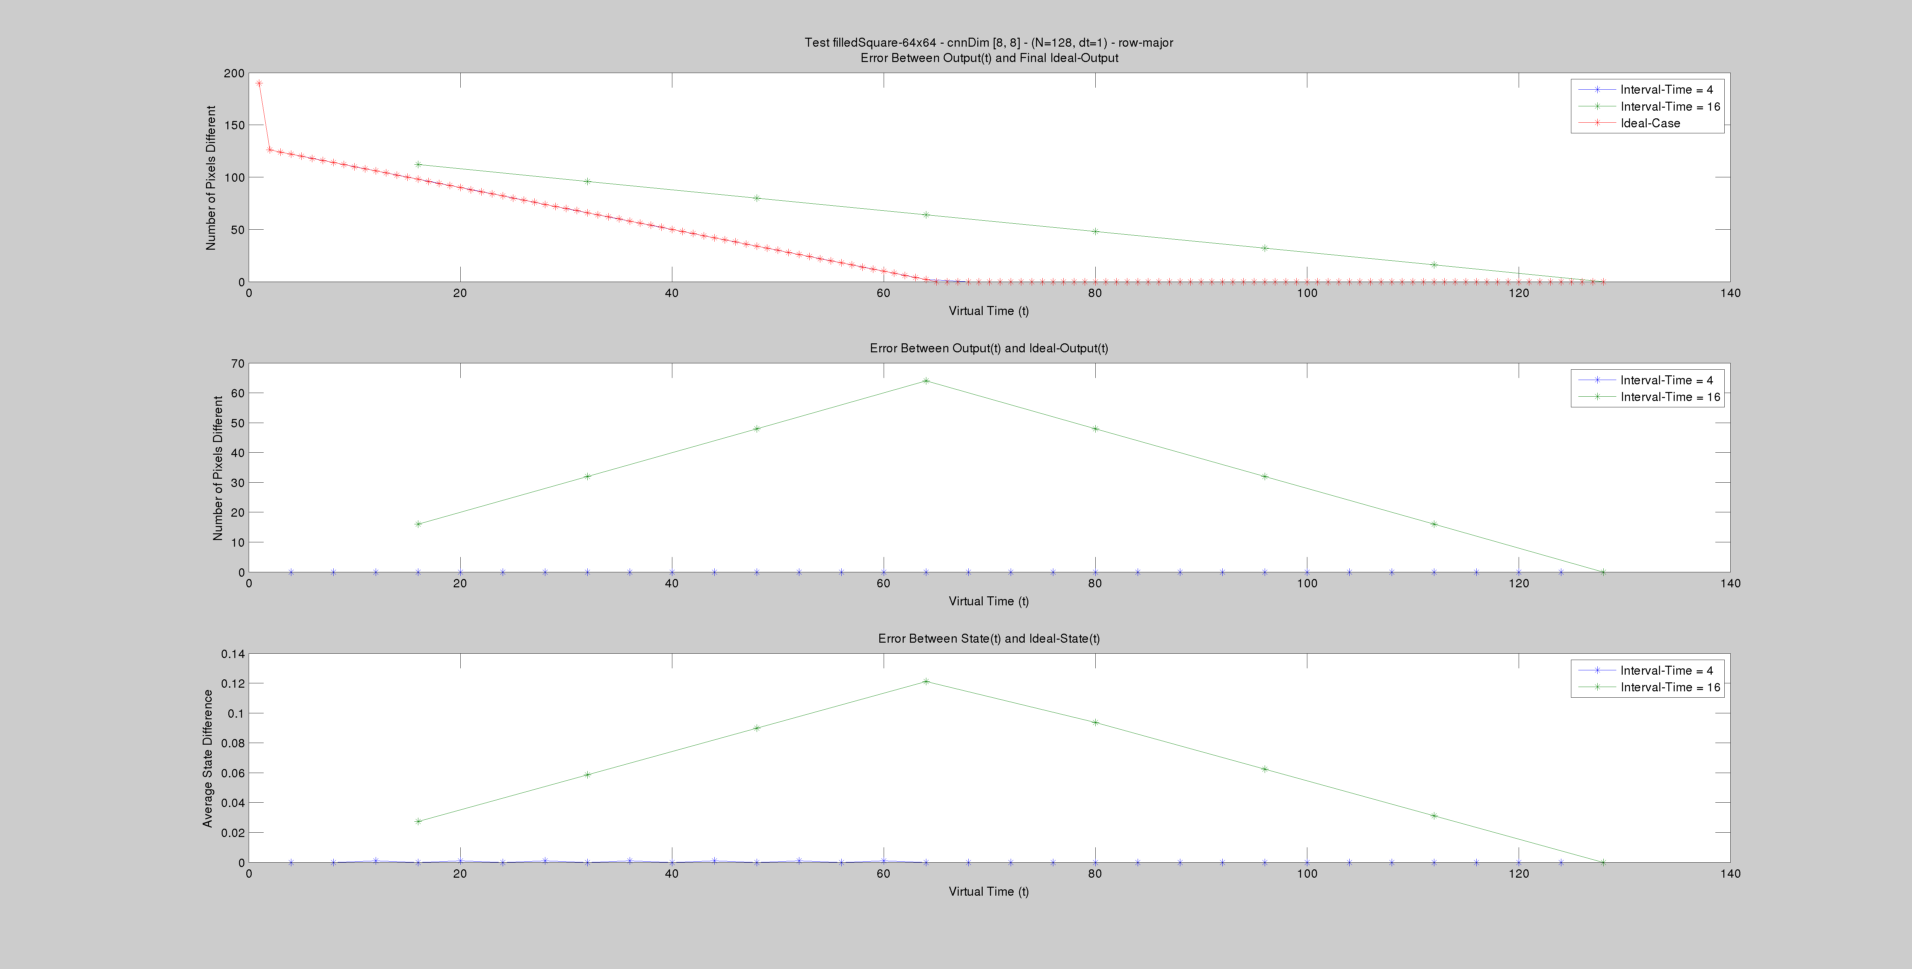 Test filledSquare-64x64 - cnnDim [8, 8] - (N=128, dt=1) - row-major
Error Between Output(t) and Final Ideal-Output
200
150
100
50
0
Number of Pixels Different
Interval-Time = 4
Interval-Time = 16
Ideal-Case
0 20 40 60 80 100 120 140
Virtual Time (t)
Error Between Output(t) and Ideal-Output(t)
70
60
50
40
30
20
10
0
Number of Pixels Different
Interval-Time = 4
Interval-Time = 16
0 20 40 60 80 100 120 140
Virtual Time (t)
Error Between State(t) and Ideal-State(t)
0.14
0.12
0.1
0.08
0.06
0.04
0.02
0
Average State Difference
Interval-Time = 4
Interval-Time = 16
0 20 40 60 80 100 120 140
Virtual Time (t)